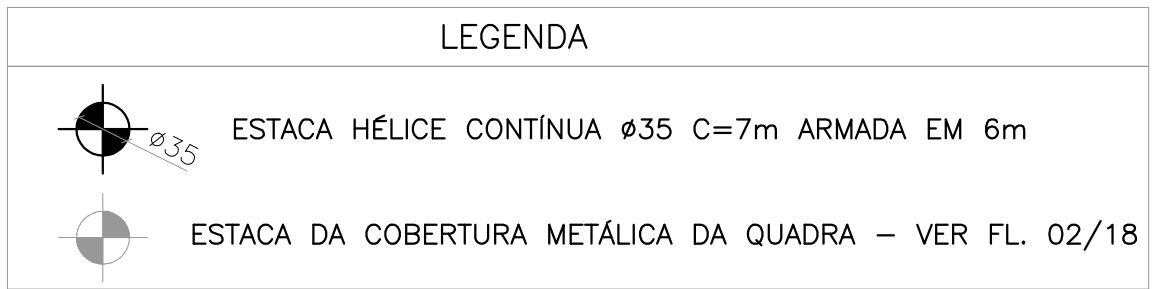 LEGENDA
ø35
ESTACA HÉLICE CONTÍNUA ø35 C=7m ARMADA EM 6m
ESTACA DA COBERTURA METÁLICA DA QUADRA – VER FL. 02/18